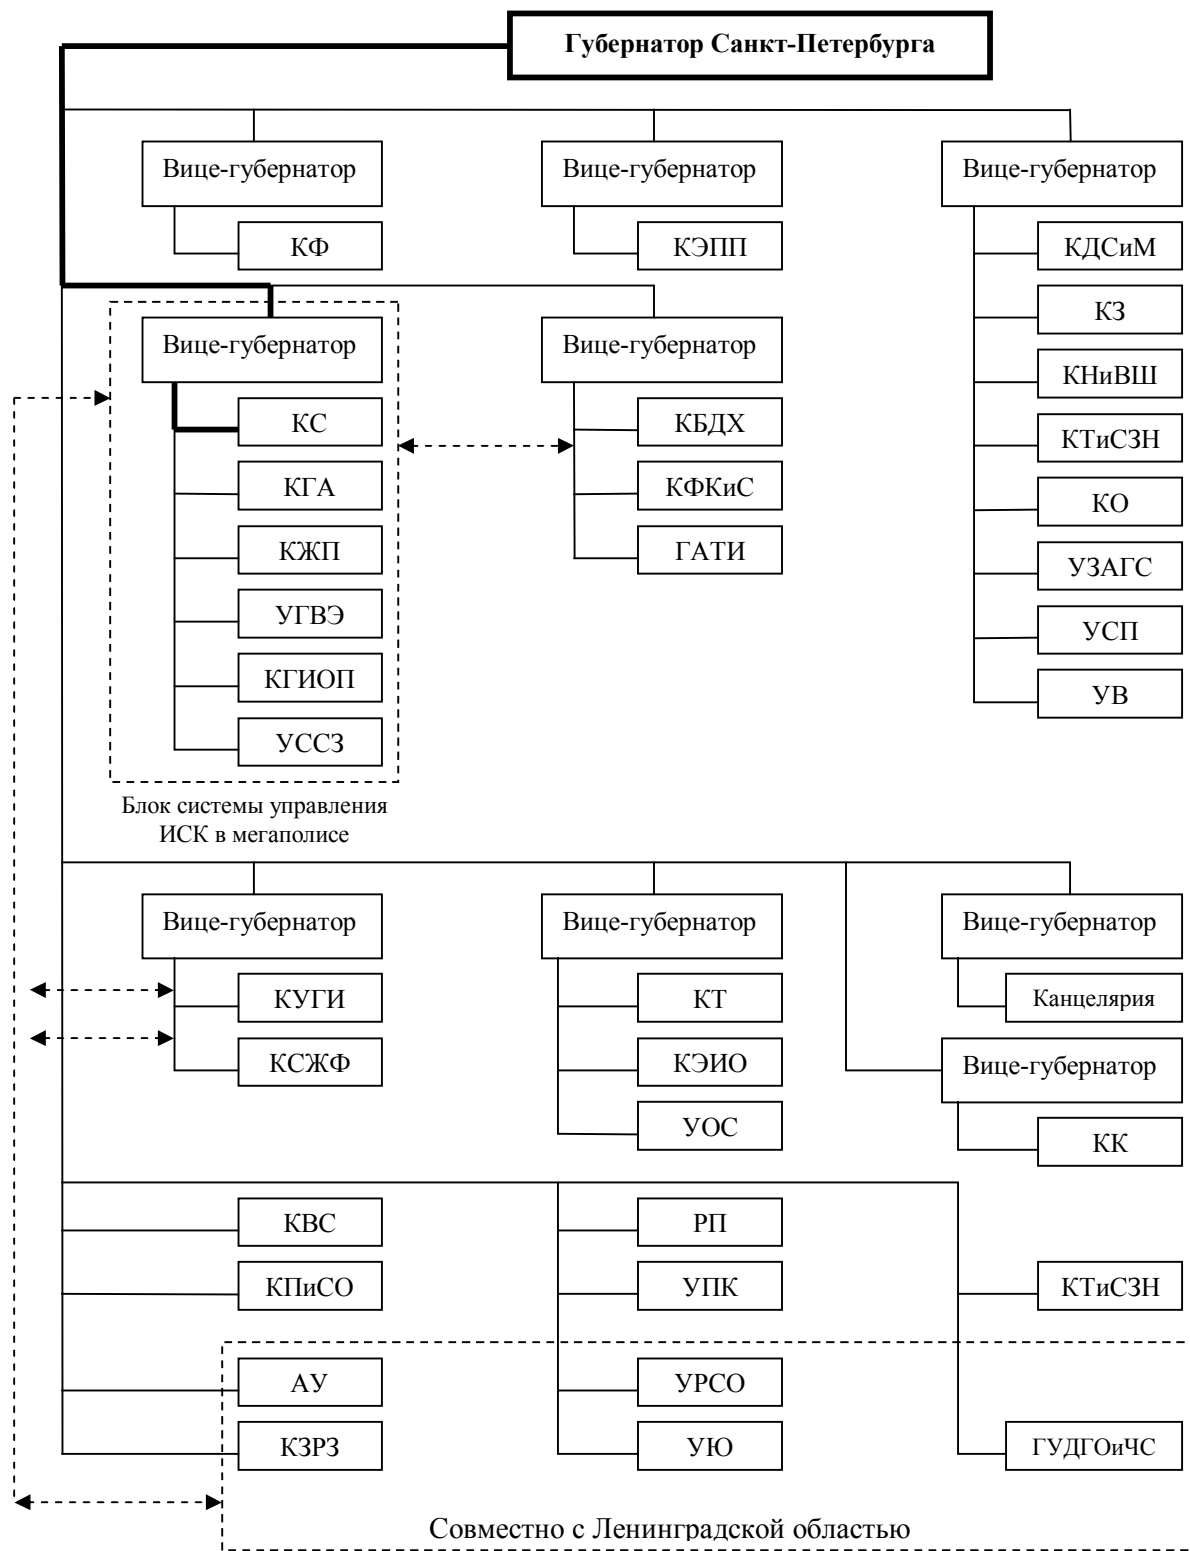 Губернатор Санкт-Петербурга
Вице-губернатор
КФ
Вице-губернатор
КЭПП
Вице-губернатор
КДСиМ
КЗ
КНиВШ
КТиСЗН
КО
УЗАГС
УСП
УВ
Вице-губернатор
КС
КГА
КЖП
УГВЭ
КГИОП
УССЗ
Блок системы управления
ИСК в мегаполисе
Вице-губернатор
КБДХ
КФКиС
ГАТИ
Вице-губернатор
КУГИ
КСЖФ
Вице-губернатор
КТ
КЭИО
УОС
Вице-губернатор
Канцелярия
Вице-губернатор
КК
КВС
КПиСО
АУ
КЗРЗ
РП
УПК
УРСО
УЮ
КТиСЗН
ГУДГОиЧС
Совместно с Ленинградской областью